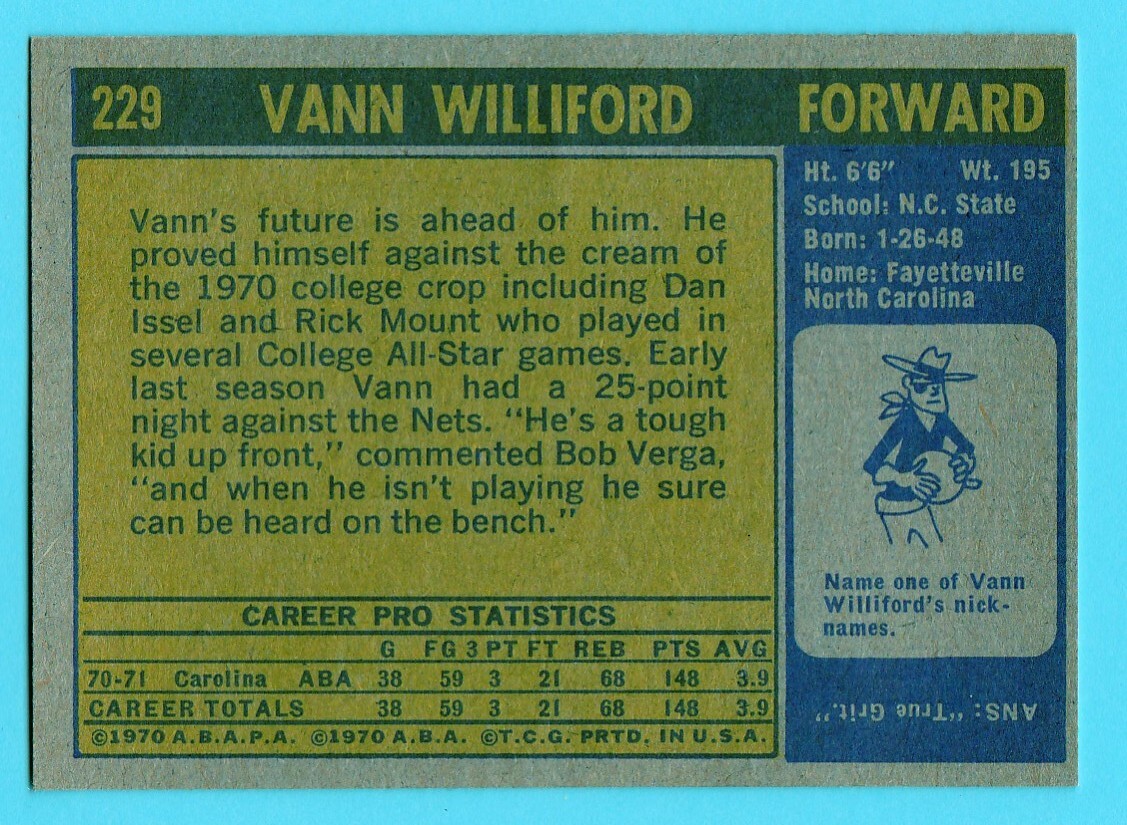 229 VANN WILLIFORD FORWARD
Vann's future is ahead of him. He
proved himself against the cream of
the 1970 college crop including Dan
Issel and Rick Mount who played in
several College All-Star games. Early
last season Vann had a 25-point
night against the Nets. "He's a tough
kid up front," commented Bob Verga,
"and when he isn't playing he sure
can be heard on the bench."
CAREER PRO STATISTICS
G FG 3 PT FT REB PTS AVG
70-71 Carolina ABA 38 59 3 21 68 148 3.9
CAREER TOTALS 38 59 3 21 68 148 3.9
©1970 A.B.A.P.A. ©1970 A.B.A. ©T.C.G. PRTD. IN U.S.A.
Ht. 6'6" Wt. 195
School: N.C. State
Born: 1-26-48
Home: Fayetteville
North Carolina
Name one of Vann
Williford's nick-
names.
ANS: "True Grit."